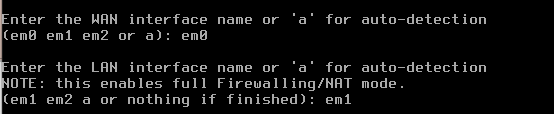 Enter the WAN interface name or 'a' for auto-detection
(em0 em1 em2 or a): em0
Enter the LAN interface name or 'a' for auto-detection
NOTE: this enables full Firewalling/NAT mode.
(em1 em2 a or nothing if finished): em1